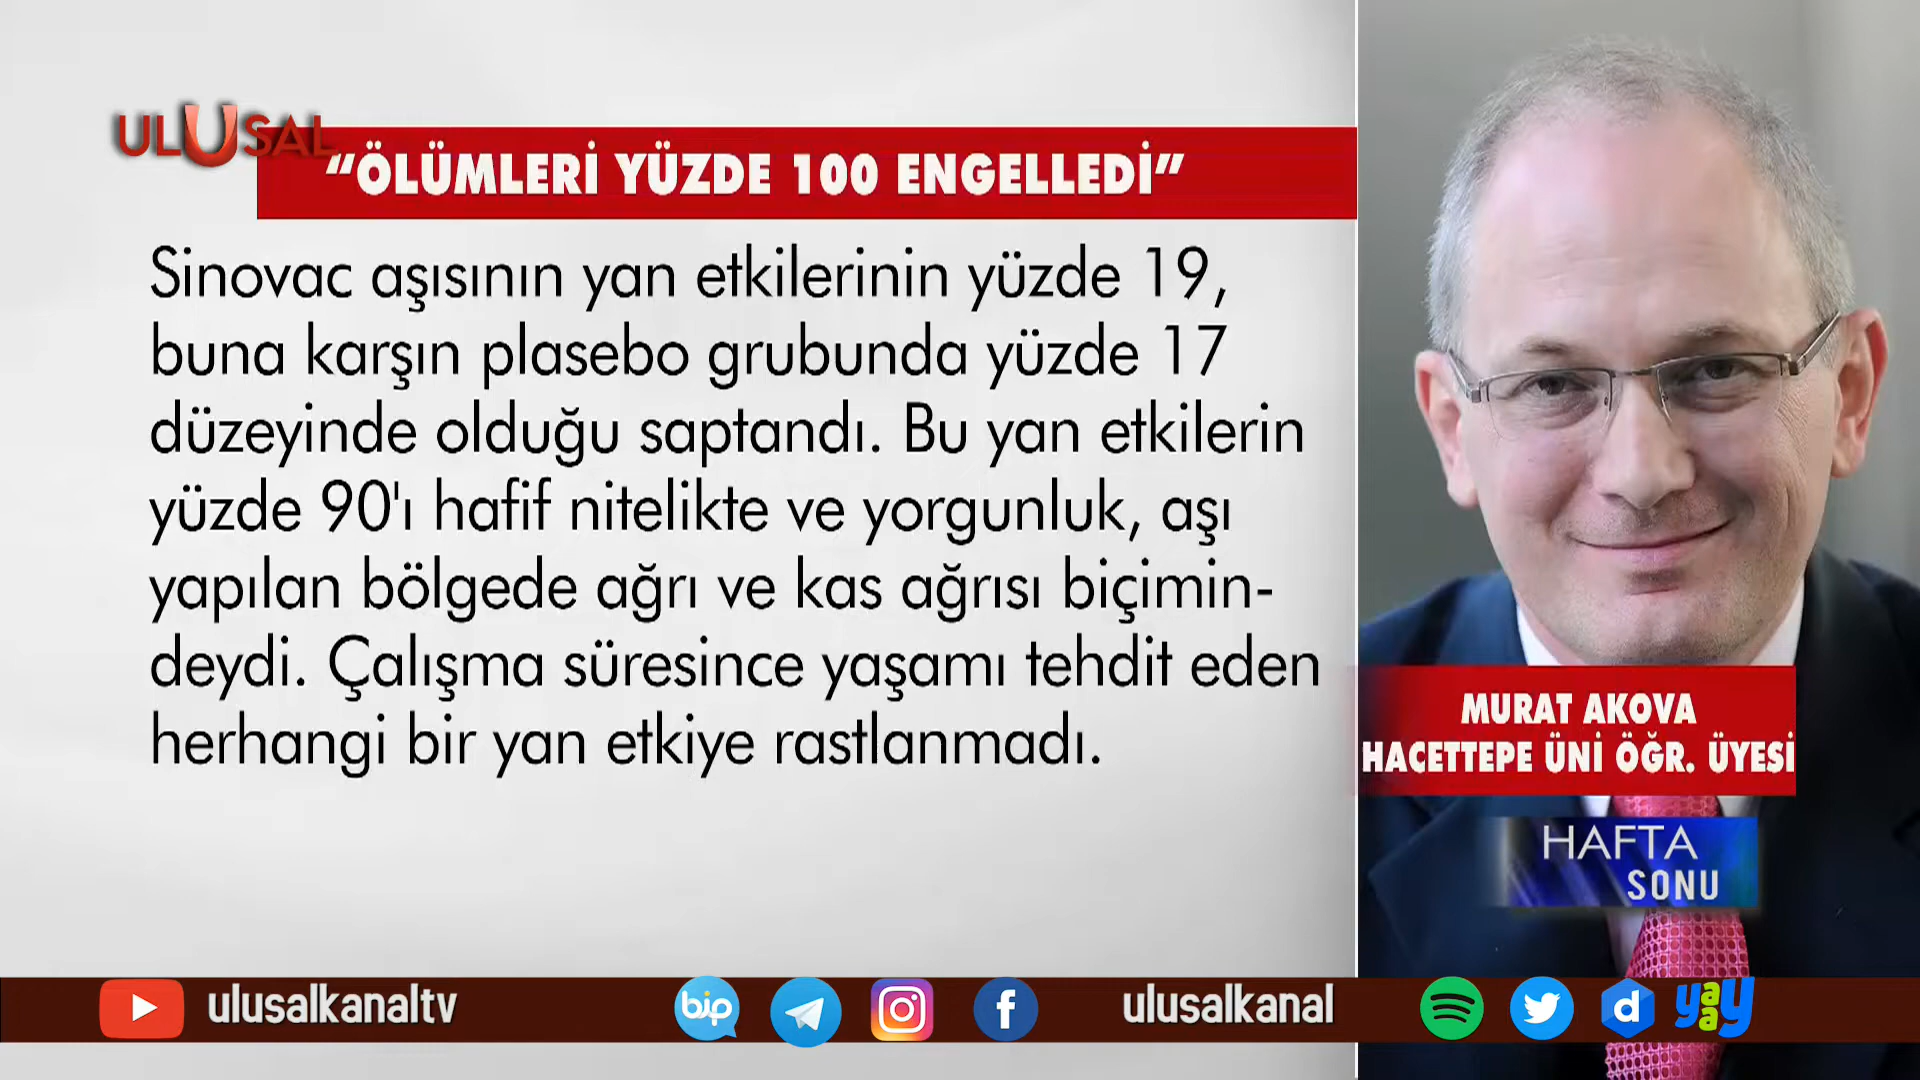 ULUSAL
“ÖLÜMLERİ YÜZDE 100 ENGELLEDİ”
Sinovac aşısının yan etkilerinin yüzde 19,
buna karşın plasebo grubunda yüzde 17
düzeyinde olduğu saptandı. Bu yan etkilerin
yüzde 90'ı hafif nitelikte ve yorgunluk, aşı
yapılan bölgede ağrı ve kas ağrısı biçimin-
deydi. Çalışma süresince yaşamı tehdit eden
herhangi bir yan etkiye rastlanmadı.
MURAT AKOVA
HACETTEPE ÜNİ ÖĞR. ÜYESİ
HAFTA
SONU
ulusalkanaltv
bip
ulusalkanal
d
yaay